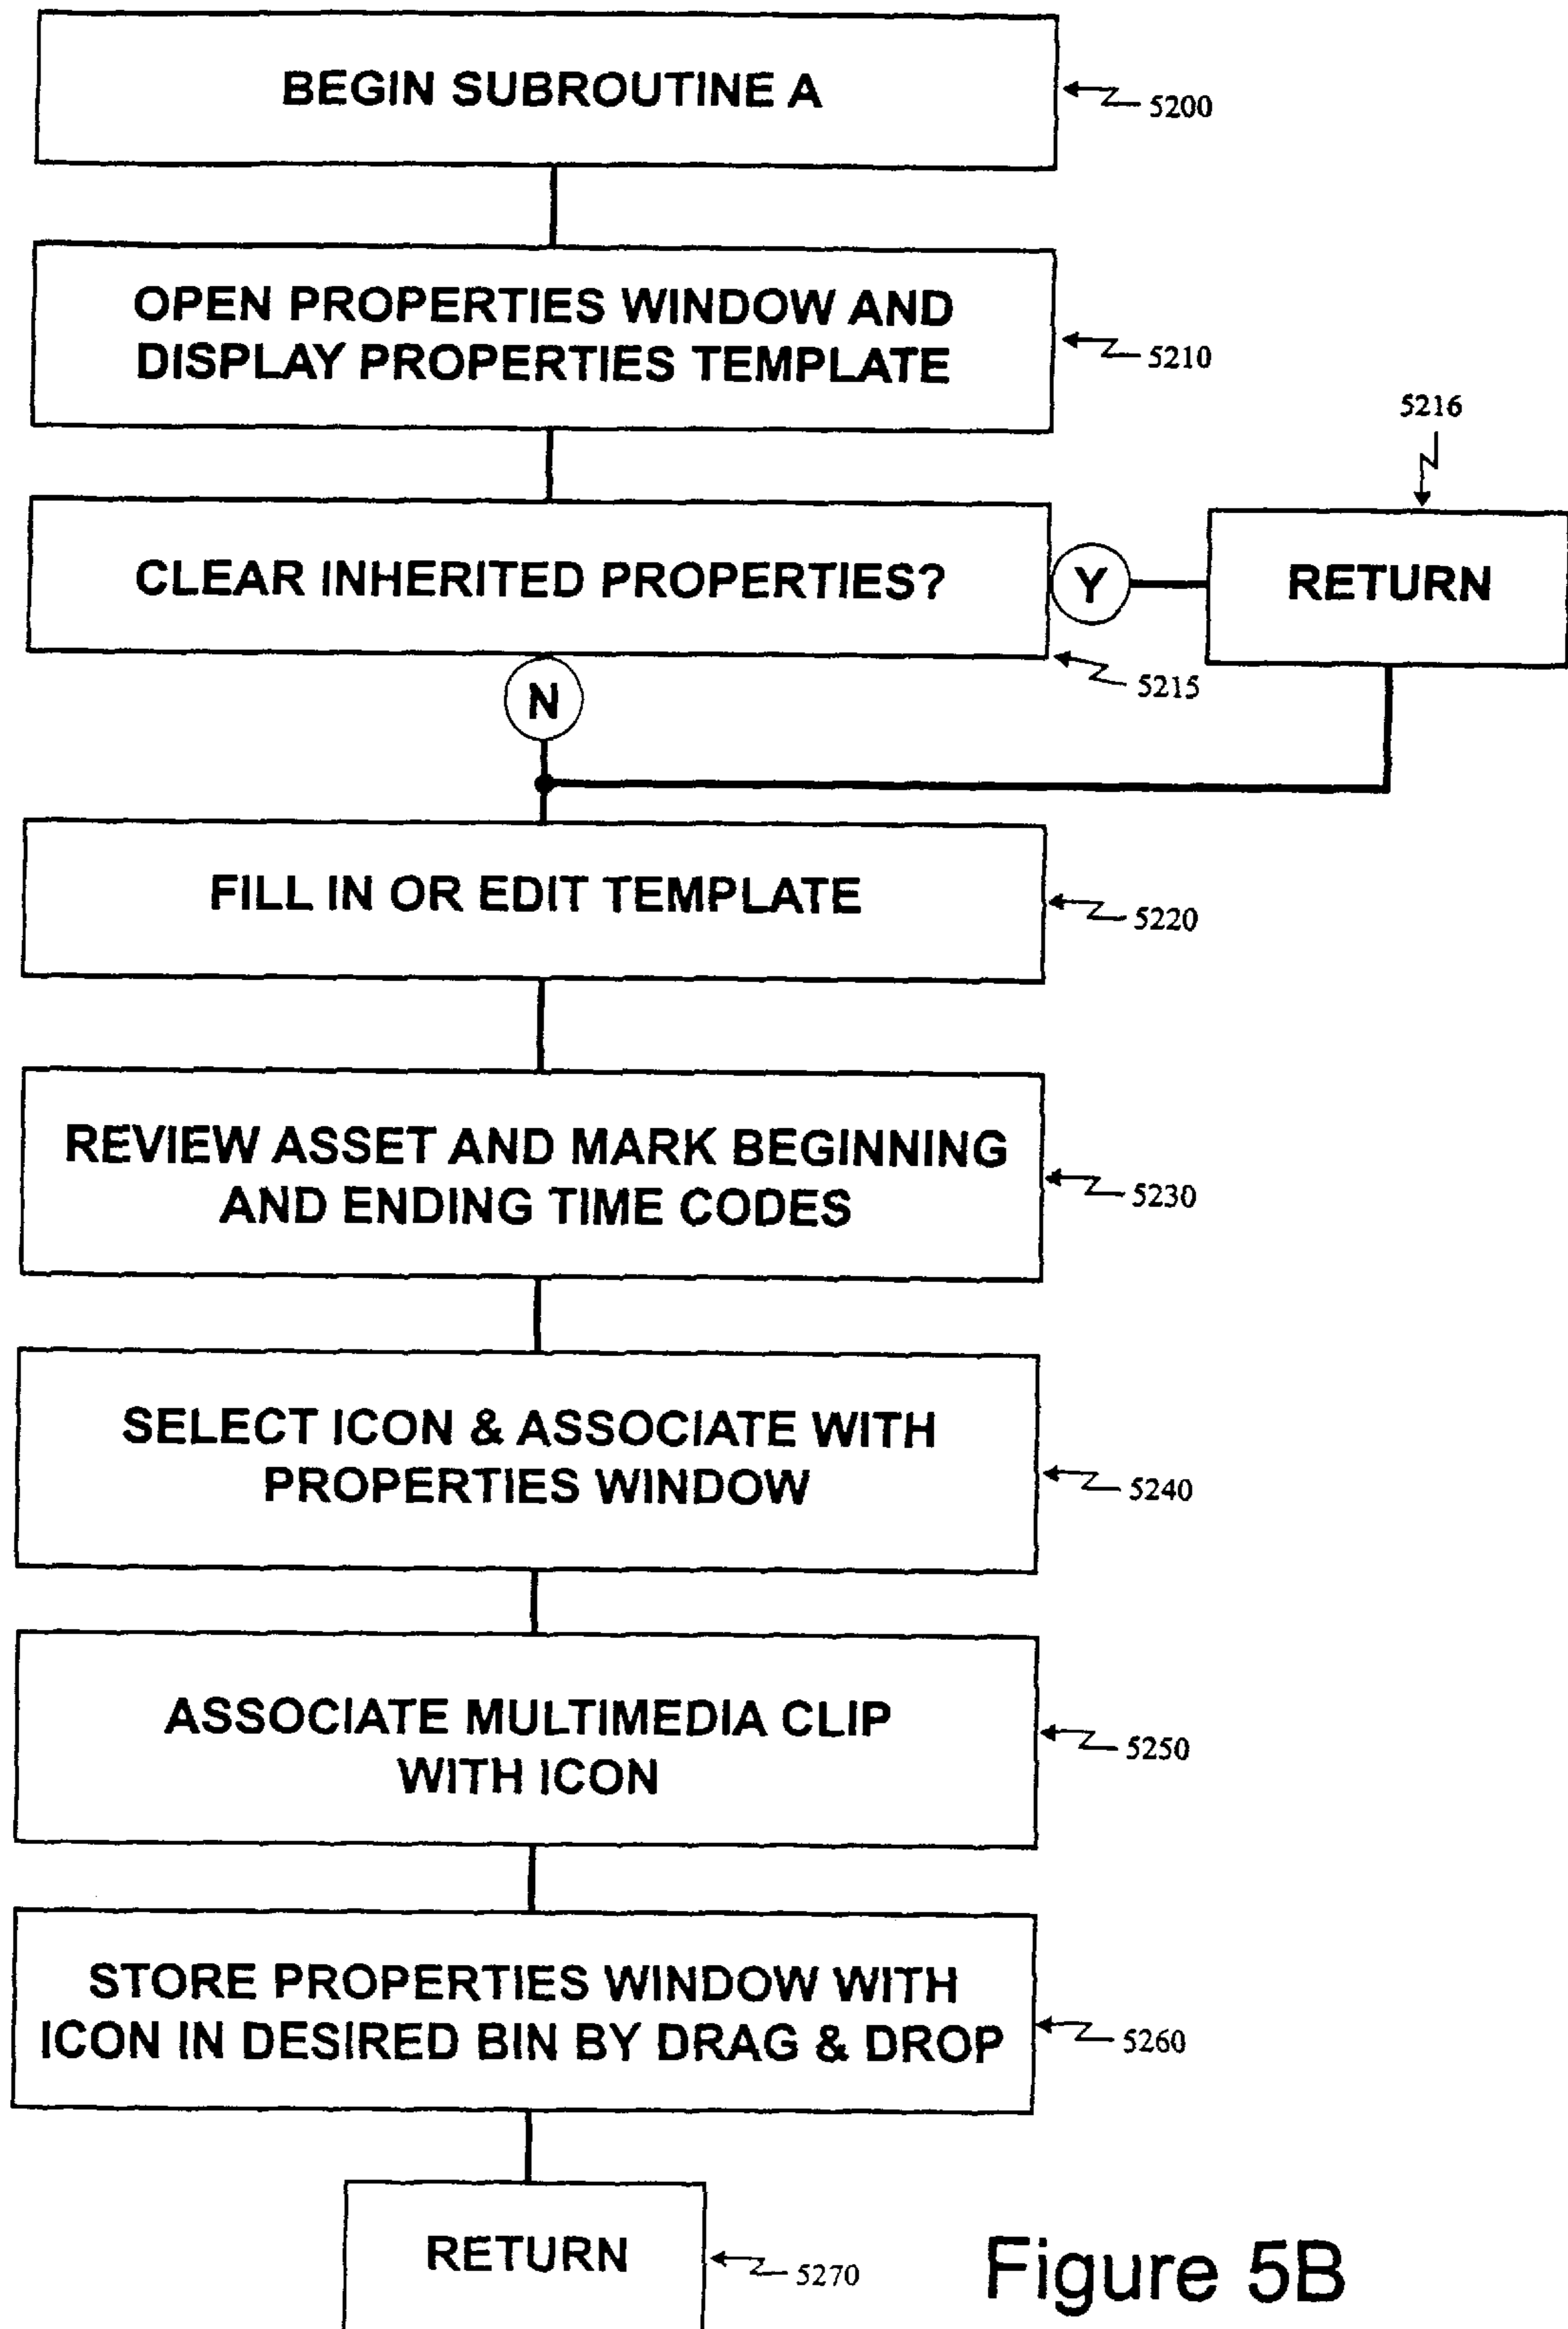 BEGIN SUBROUTINE A
5200
OPEN PROPERTIES WINDOW AND
DISPLAY PROPERTIES TEMPLATE
5210
5216
CLEAR INHERITED PROPERTIES?
Y
RETURN
5215
N
FILL IN OR EDIT TEMPLATE
5220
REVIEW ASSET AND MARK BEGINNING
AND ENDING TIME CODES
5230
SELECT ICON & ASSOCIATE WITH
PROPERTIES WINDOW
5240
ASSOCIATE MULTIMEDIA CLIP
WITH ICON
5250
STORE PROPERTIES WINDOW WITH
ICON IN DESIRED BIN BY DRAG & DROP
5260
RETURN
5270
Figure 5B